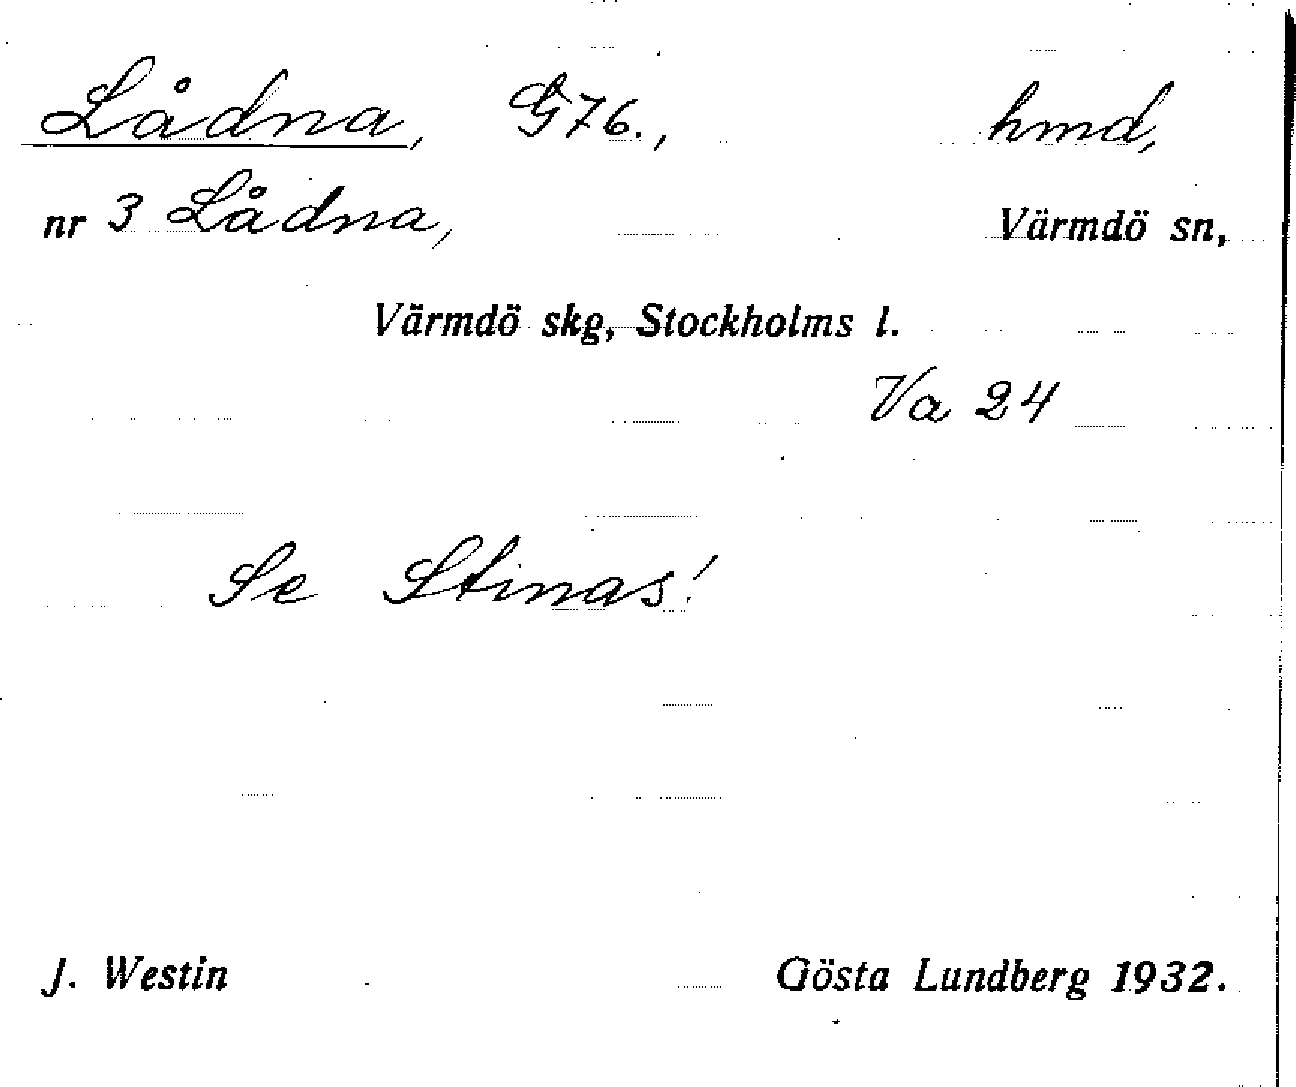 Lådna, G76., hmd,
nr 3 Lådna, Värmdö sn,
Värmdö skg, Stockholms l.
Va 24
Se Stinas!
J. Westin Gösta Lundberg 1932.